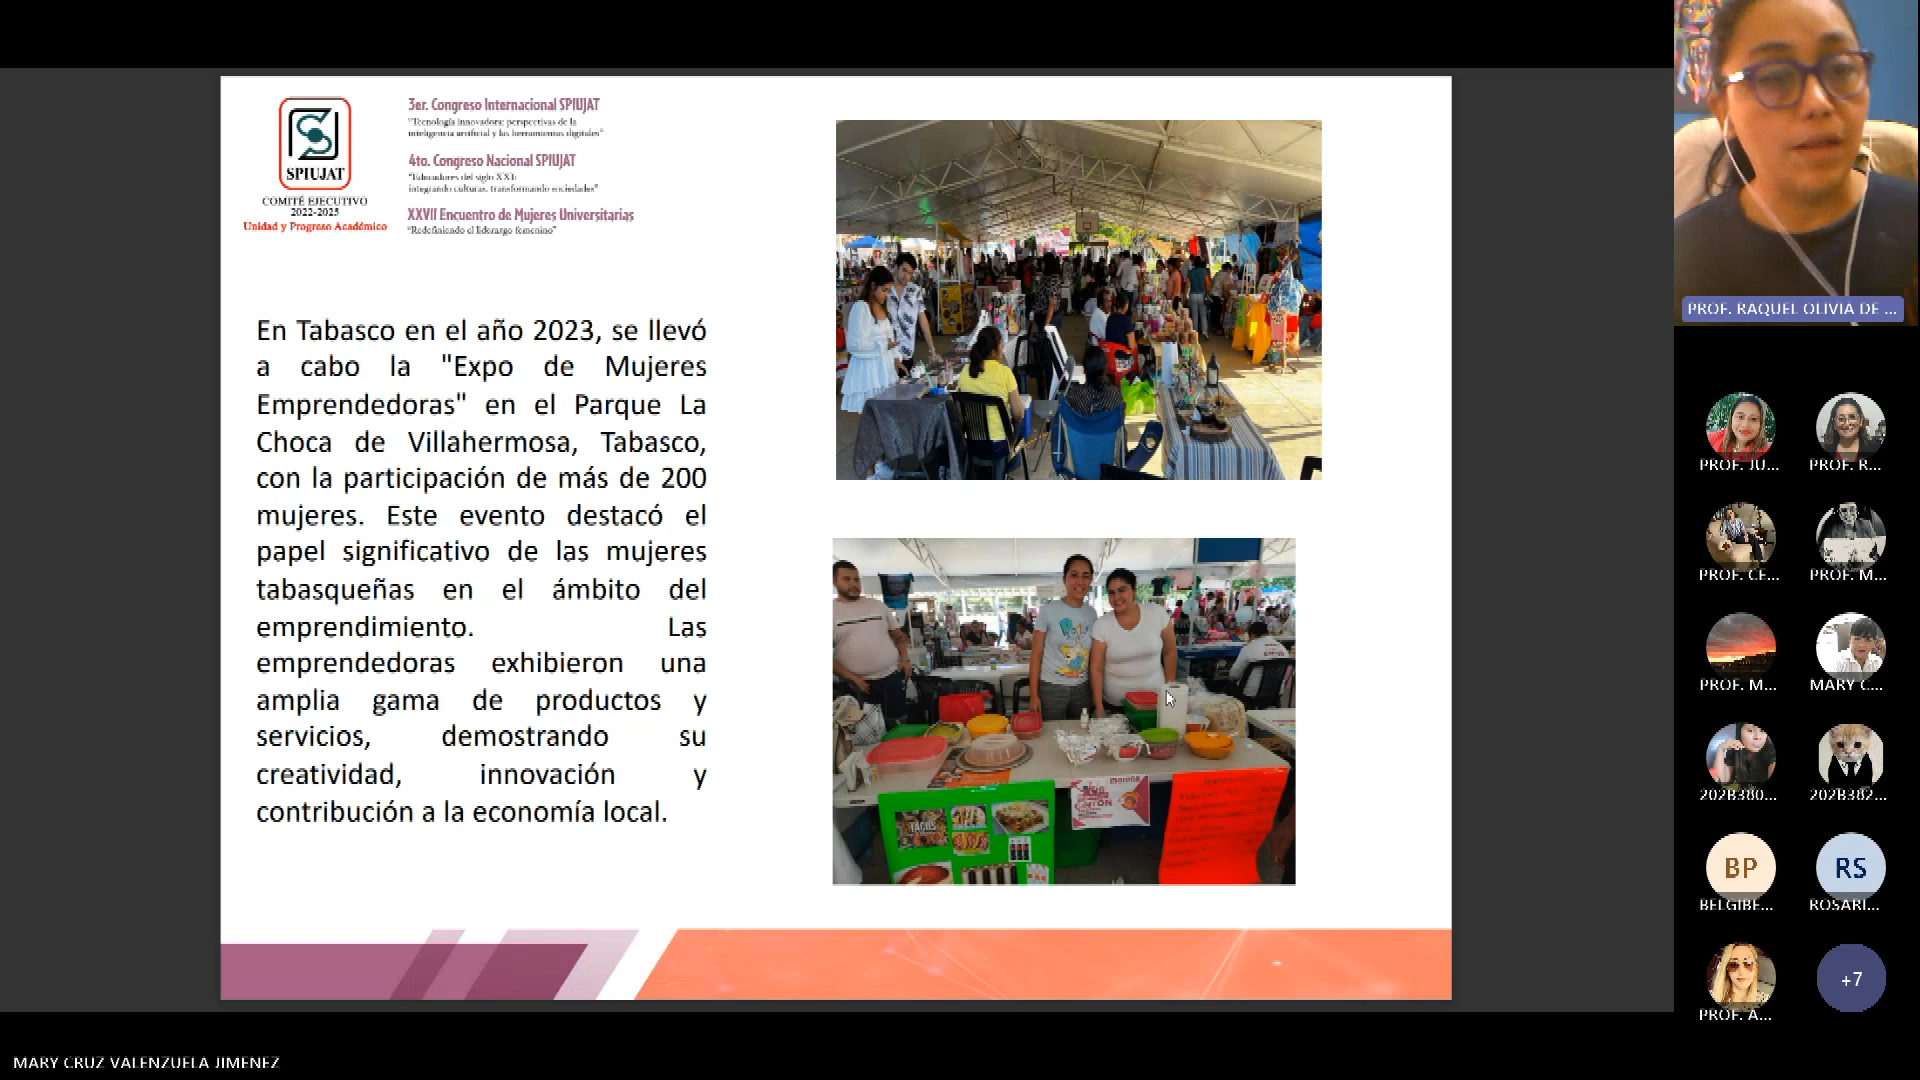 SPIUJAT
COMITÉ EJECUTIVO
2022-2025
Unidad y Progreso Académico
3er. Congreso Internacional SPIUJAT
"Tecnología innovadora: perspectivas de la
inteligencia artificial y las herramientas digitales"
4to. Congreso Nacional SPIUJAT
"Educadores del siglo XXI:
integrando culturas, transformando sociedades"
XXVII Encuentro de Mujeres Universitarias
"Redefiniendo el liderazgo femenino"
En Tabasco en el año 2023, se llevó
a cabo la "Expo de Mujeres
Emprendedoras" en el Parque La
Choca de Villahermosa, Tabasco,
con la participación de más de 200
mujeres. Este evento destacó el
papel significativo de las mujeres
tabasqueñas en el ámbito del
emprendimiento. Las
emprendedoras exhibieron una
amplia gama de productos y
servicios, demostrando su
creatividad, innovación y
contribución a la economía local.
TACOS
morena
PROF. RAQUEL OLIVIA DE ...
PROF. JU...
PROF. R...
PROF. CE...
PROF. M...
PROF. M...
MARY C...
202B380...
202B382...
BP
BELGIBE...
RS
ROSARI...
PROF. A...
+7
MARY CRUZ VALENZUELA JIMENEZ